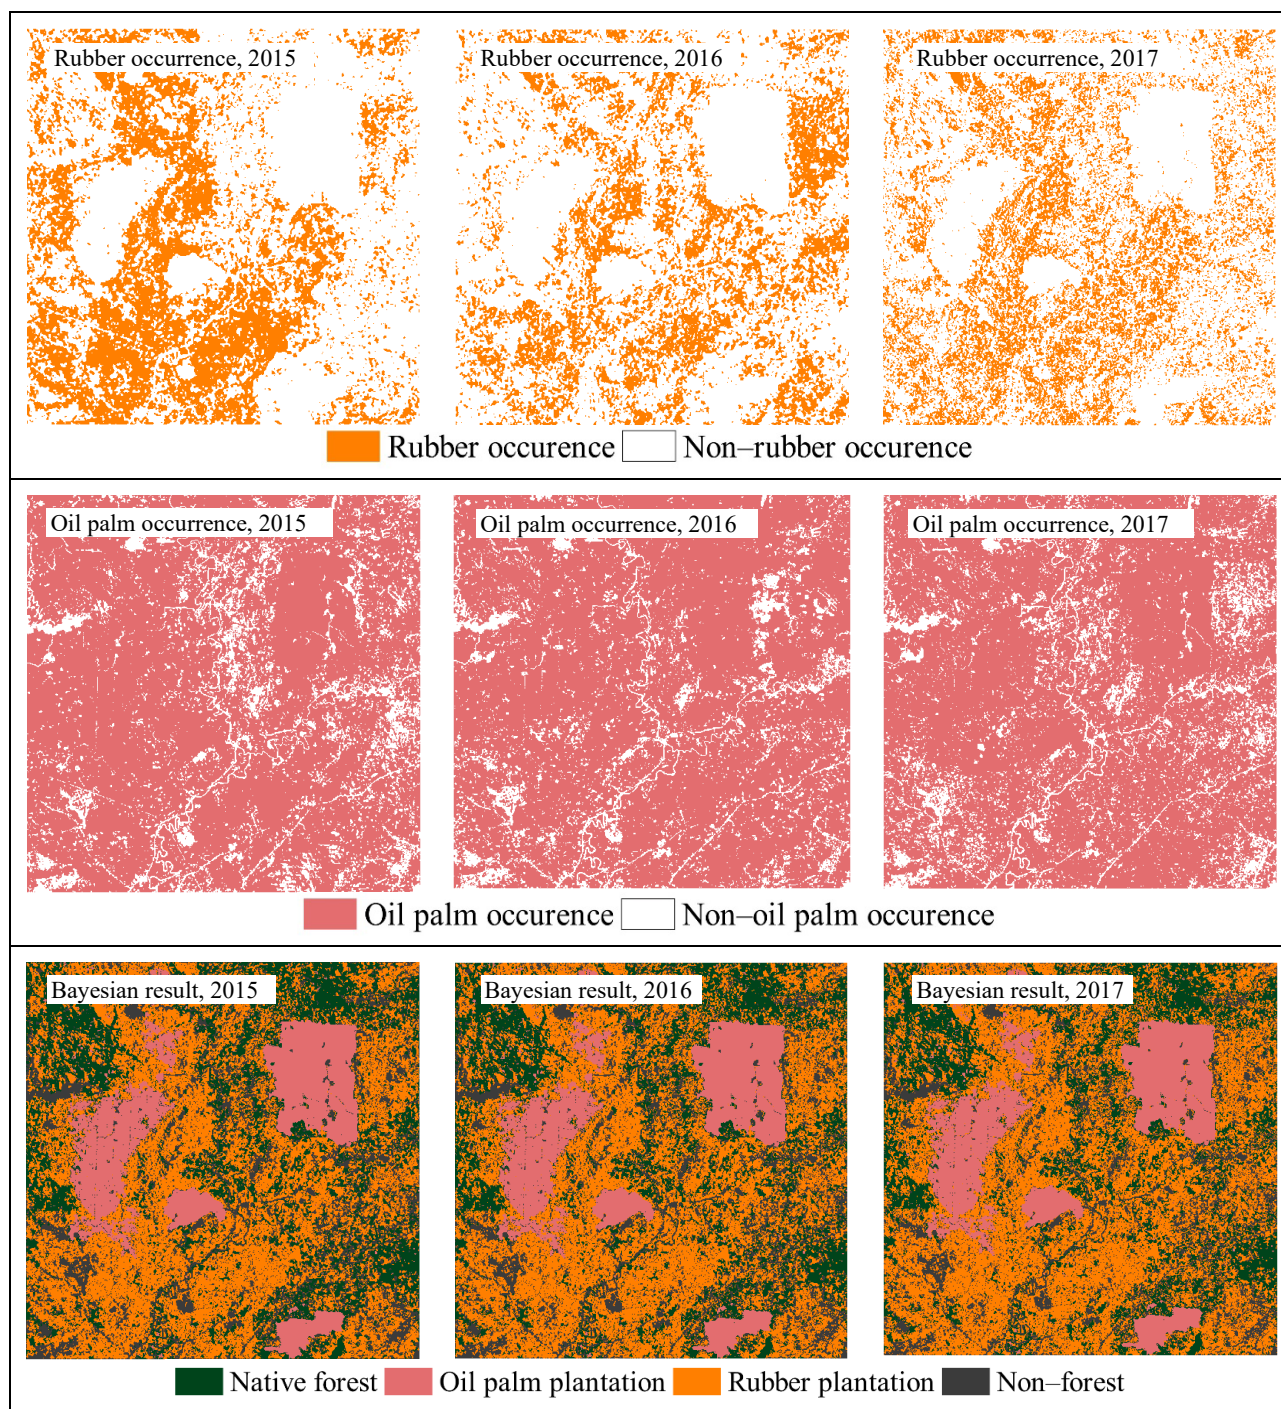 Rubber occurrence, 2015
Rubber occurrence, 2016
Rubber occurrence, 2017
Rubber occurence
Non–rubber occurence
Oil palm occurrence, 2015
Oil palm occurrence, 2016
Oil palm occurrence, 2017
Oil palm occurence
Non–oil palm occurence
Bayesian result, 2015
Bayesian result, 2016
Bayesian result, 2017
Native forest
Oil palm plantation
Rubber plantation
Non–forest